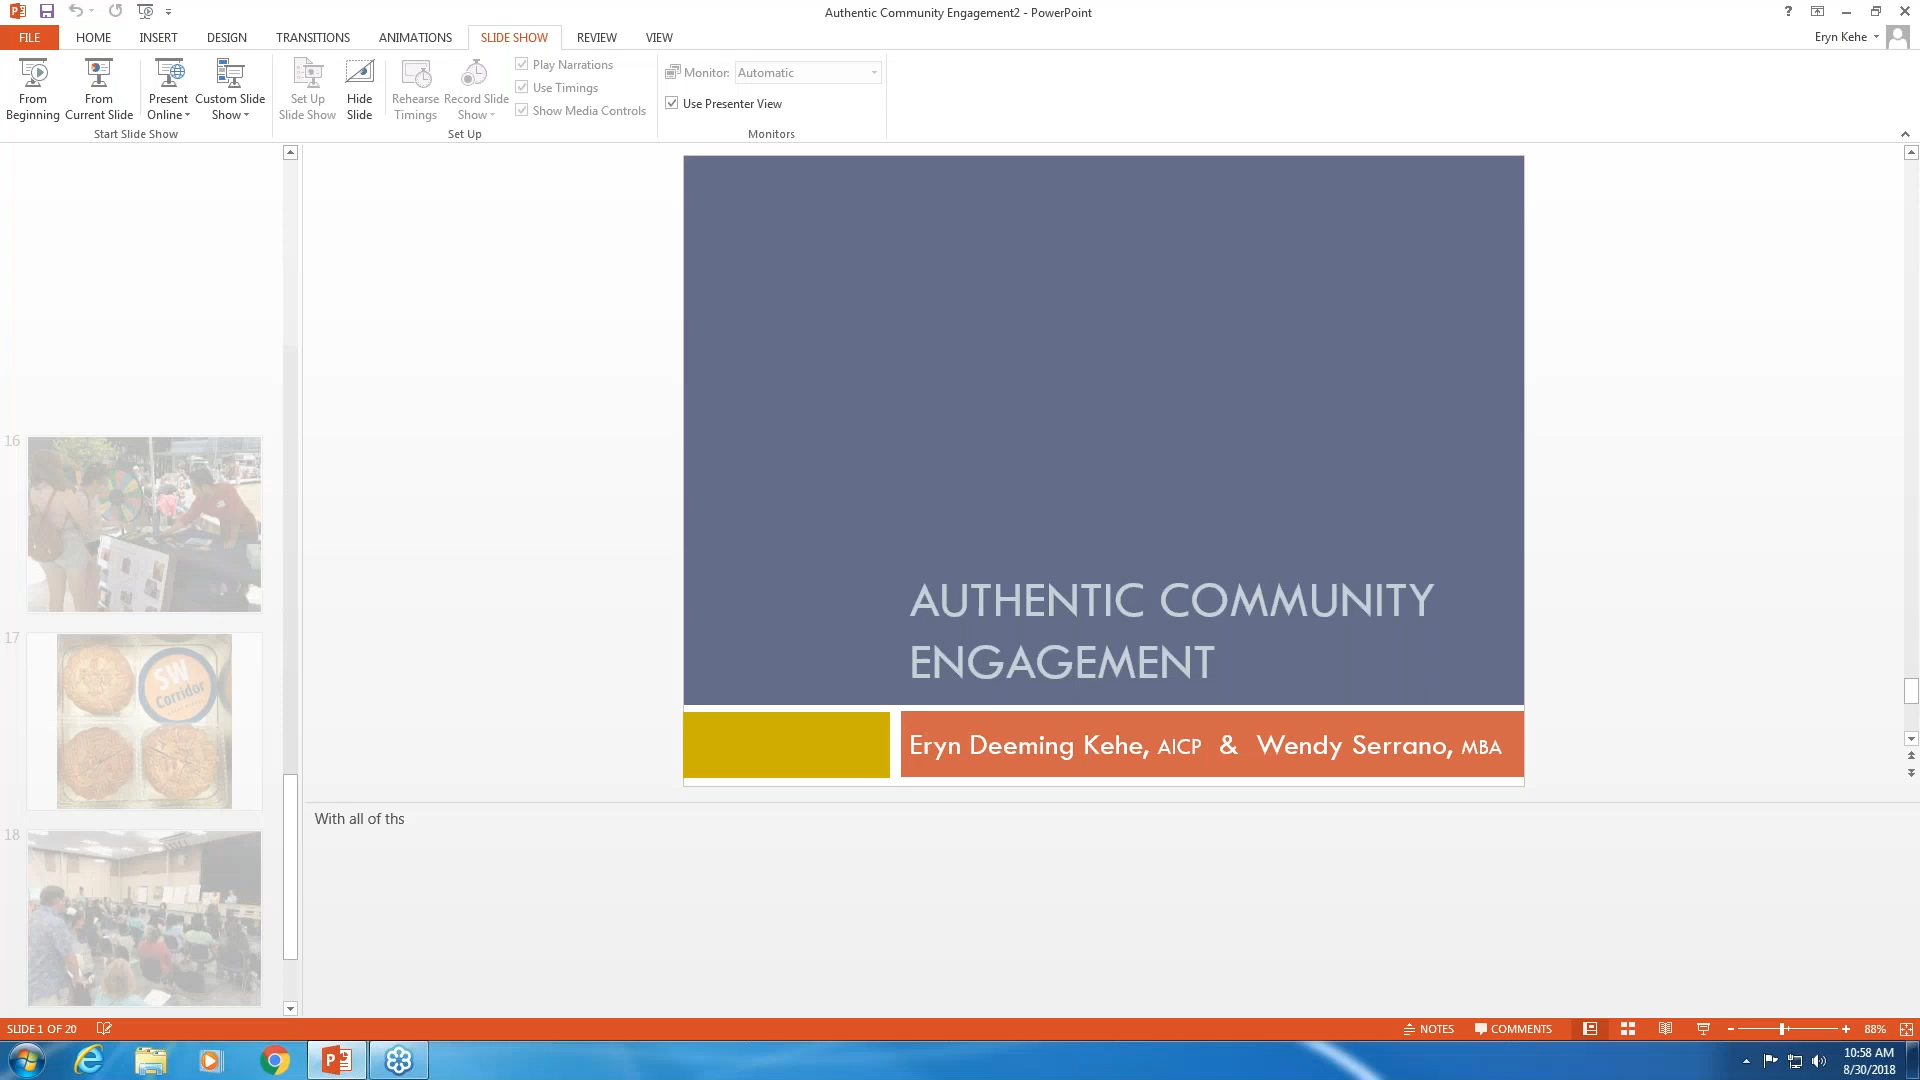 Authentic Community Engagement2 - PowerPoint
?
FILE
HOME
INSERT
DESIGN
TRANSITIONS
ANIMATIONS
SLIDE SHOW
REVIEW
VIEW
Eryn Kehe
From
Beginning
From
Current Slide
Present
Online
Custom Slide
Show
Start Slide Show
Set Up
Slide Show
Hide
Slide
Rehearse
Timings
Record Slide
Show
Play Narrations
Use Timings
Show Media Controls
Set Up
Monitor: Automatic
Use Presenter View
Monitors
16
17
SW
Corridor
18
AUTHENTIC COMMUNITY
ENGAGEMENT
Eryn Deeming Kehe, AICP & Wendy Serrano, MBA
With all of ths
SLIDE 1 OF 20
NOTES
COMMENTS
88%
10:58 AM
8/30/2018